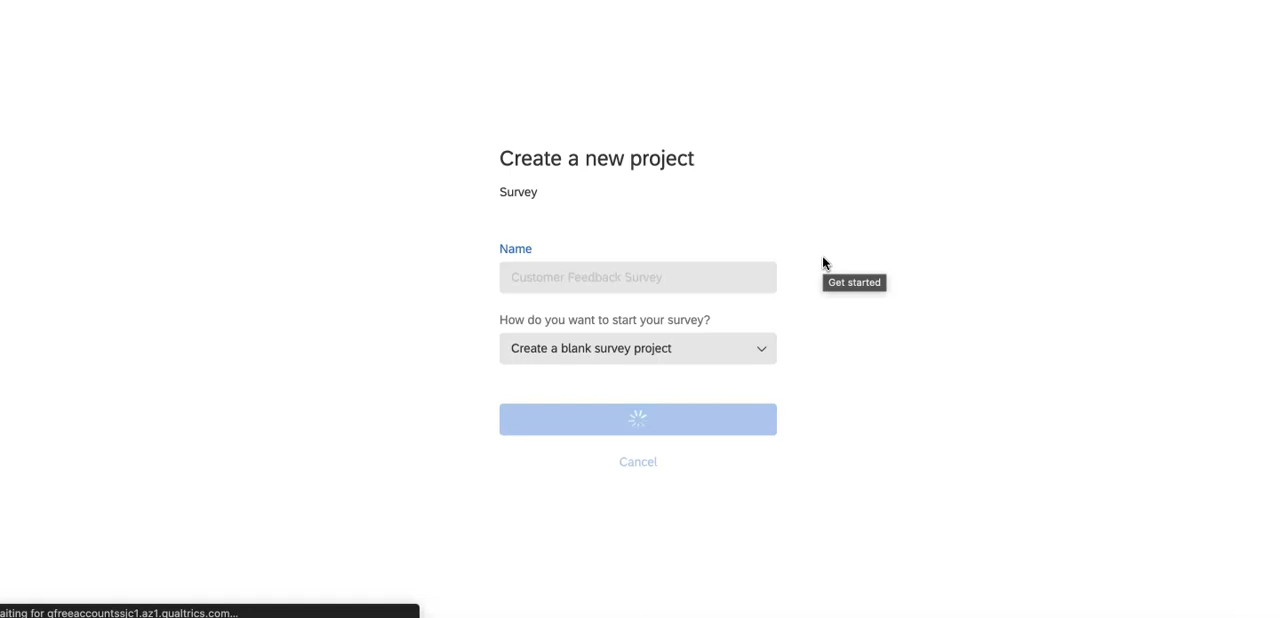 Create a new project
Survey
Name
Customer Feedback Survey
Get started
How do you want to start your survey?
Create a blank survey project
Cancel
aiting for qfreeaccountssjc1.az1.qualtrics.com...